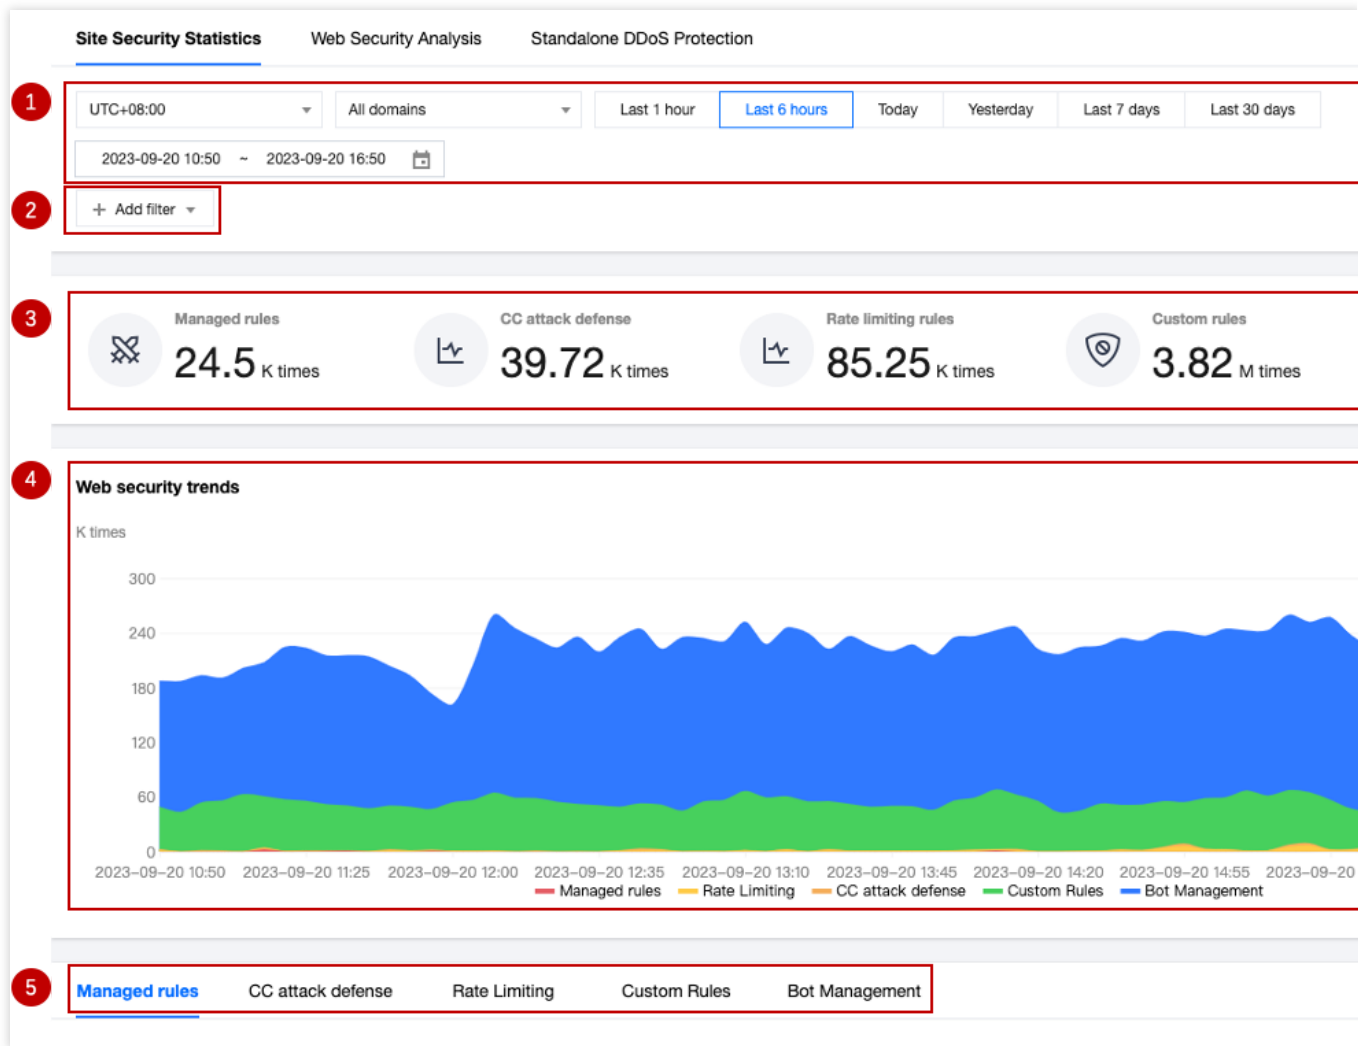 Site Security Statistics Web Security Analysis Standalone DDoS Protection
1 UTC+08:00 All domains Last 1 hour Last 6 hours Today Yesterday Last 7 days Last 30 days
2023-09-20 10:50 ~ 2023-09-20 16:50
2 + Add filter
3 Managed rules CC attack defense Rate limiting rules Custom rules
24.5 K times 39.72 K times 85.25 K times 3.82 M times
4 Web security trends
K times
300
240
180
120
60
0
2023-09-20 10:50 2023-09-20 11:25 2023-09-20 12:00 2023-09-20 12:35 2023-09-20 13:10 2023-09-20 13:45 2023-09-20 14:20 2023-09-20 14:55 2023-09-20
Managed rules Rate Limiting CC attack defense Custom Rules Bot Management
5 Managed rules CC attack defense Rate Limiting Custom Rules Bot Management